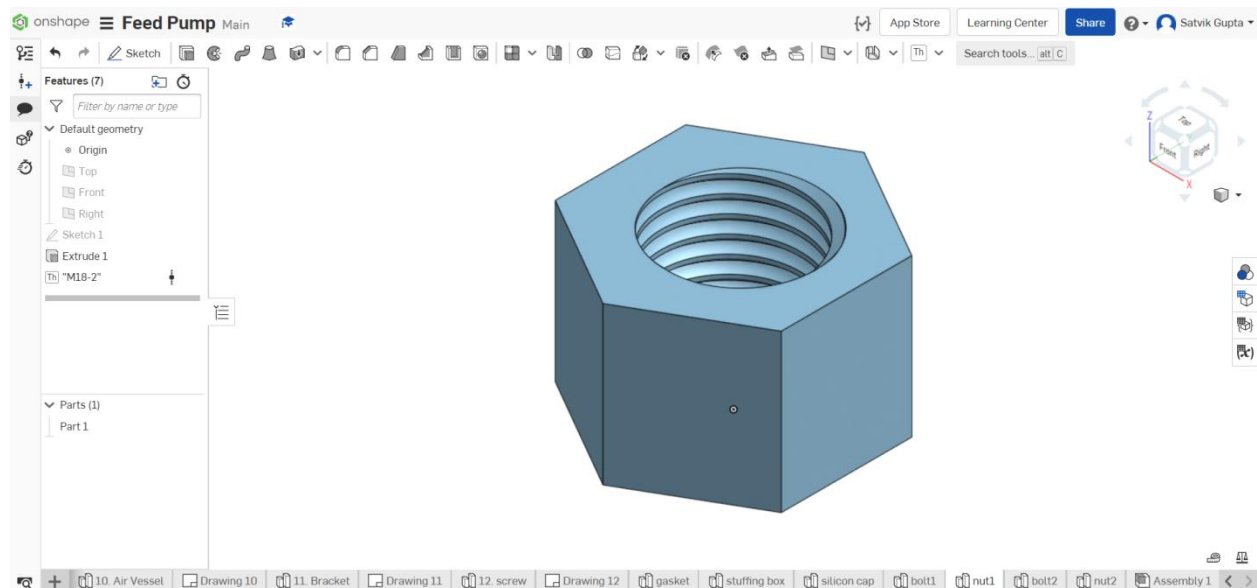 onshape Feed Pump Main App Store Learning Center Share Satvik Gupta
Sketch Th Search tools... alt C
Features (7)
Filter by name or type
Default geometry
Origin
Top
Front
Right
Sketch 1
Extrude 1
Th "M18-2"
Parts (1)
Part 1
Z
Top
Front
Right
X
10. Air Vessel Drawing 10 11. Bracket Drawing 11 12. screw Drawing 12 gasket stuffing box silicon cap bolt1 nut1 bolt2 nut2 Assembly 1